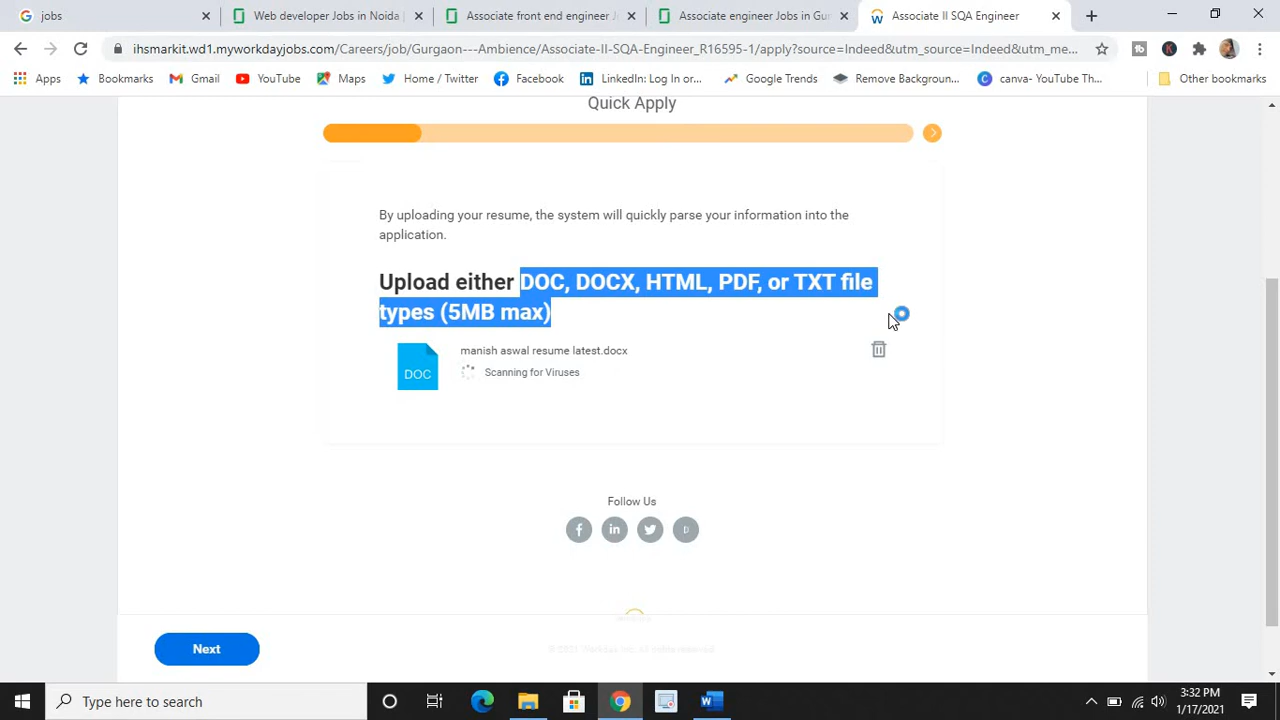 jobs
Web developer Jobs in Noida
Associate front end engineer J
Associate engineer Jobs in Gur
Associate II SQA Engineer
ihsmarkit.wd1.myworkdayjobs.com/Careers/job/Gurgaon---Ambience/Associate-II-SQA-Engineer_R16595-1/apply?source=Indeed&utm_source=Indeed&utm_me...
Apps
Bookmarks
Gmail
YouTube
Maps
Home / Twitter
Facebook
LinkedIn: Log In or...
Google Trends
Remove Backgroun...
canva- YouTube Th...
Other bookmarks
Quick Apply
By uploading your resume, the system will quickly parse your information into the
application.
Upload either DOC, DOCX, HTML, PDF, or TXT file
types (5MB max)
DOC
manish aswal resume latest.docx
Scanning for Viruses
Follow Us
Next
Type here to search
3:32 PM
1/17/2021